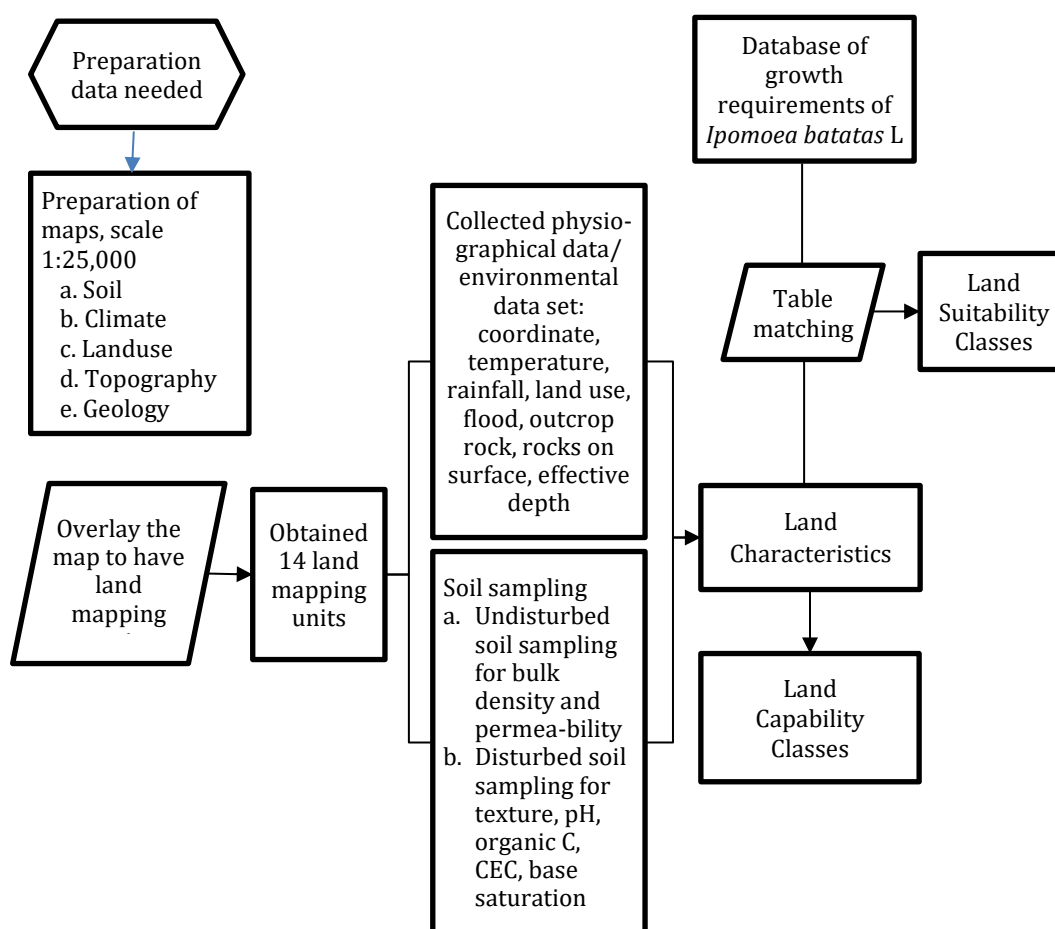 Preparation
data needed
Preparation of
maps, scale
1:25,000
a. Soil
b. Climate
c. Landuse
d. Topography
e. Geology
Overlay the
map to have
land
mapping
Obtained
14 land
mapping
units
Collected physio-
graphical data/
environmental
data set:
coordinate,
temperature,
rainfall, land use,
flood, outcrop
rock, rocks on
surface, effective
depth
Soil sampling
a. Undisturbed
soil sampling
for bulk
density and
permea-bility
b. Disturbed soil
sampling for
texture, pH,
organic C,
CEC, base
saturation
Database of
growth
requirements of
Ipomoea batatas L
Table
matching
Land
Suitability
Classes
Land
Characteristics
Land
Capability
Classes